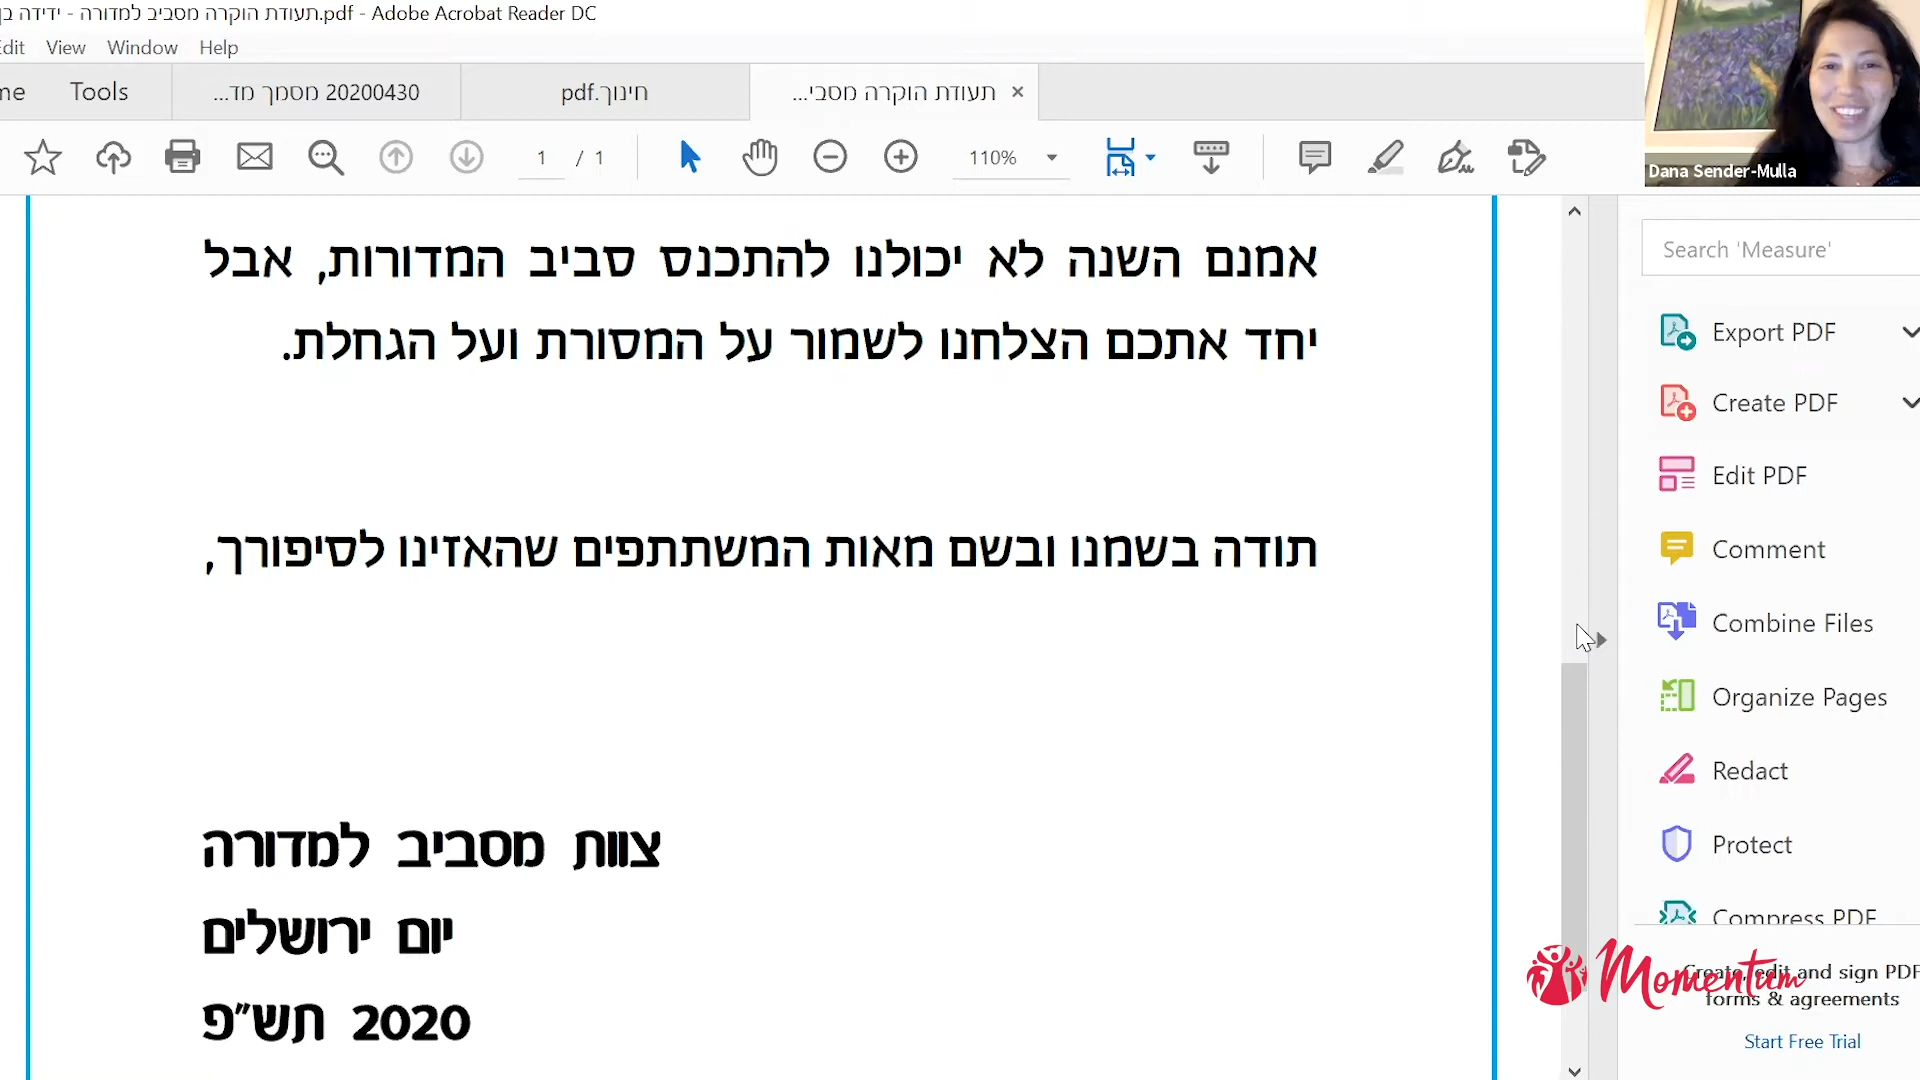 תעודת הוקרה מסביב למדורה - ידידה בן.pdf - Adobe Acrobat Reader DC
Edit View Window Help
Tools
20200430 מסמך מד...
חינוך.pdf
תעודת הוקרה מסבי... ×
1 / 1
110%
Dana Sender-Mulla
אמנם השנה לא יכולנו להתכנס סביב המדורות, אבל
יחד אתכם הצלחנו לשמור על המסורת ועל הגחלת.
תודה בשמנו ובשם מאות המשתתפים שהאזינו לסיפורך,
צוות מסביב למדורה
יום ירושלים
2020 תש"פ
Search 'Measure'
Export PDF
Create PDF
Edit PDF
Comment
Combine Files
Organize Pages
Redact
Protect
Compress PDF
Momentum
Create, edit and sign PDF
forms & agreements
Start Free Trial